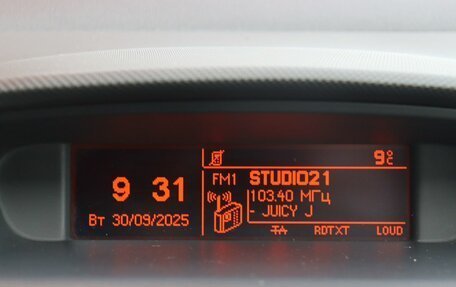 9°C
9 31
FM1 STUDIO21
103.40 МГц
- JUICY J
Вт 30/09/2025
TA RDTXT LOUD